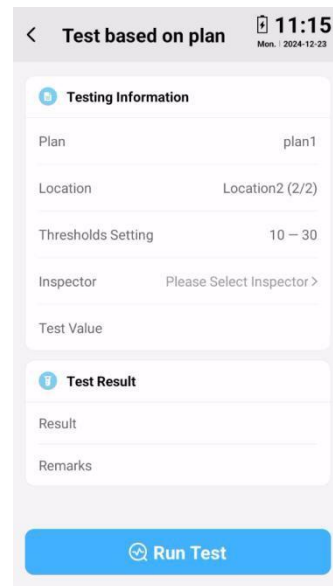 Test based on plan
11:15
Mon. | 2024-12-23
Testing Information
Plan plan1
Location Location2 (2/2)
Thresholds Setting 10 — 30
Inspector Please Select Inspector >
Test Value
Test Result
Result
Remarks
Run Test